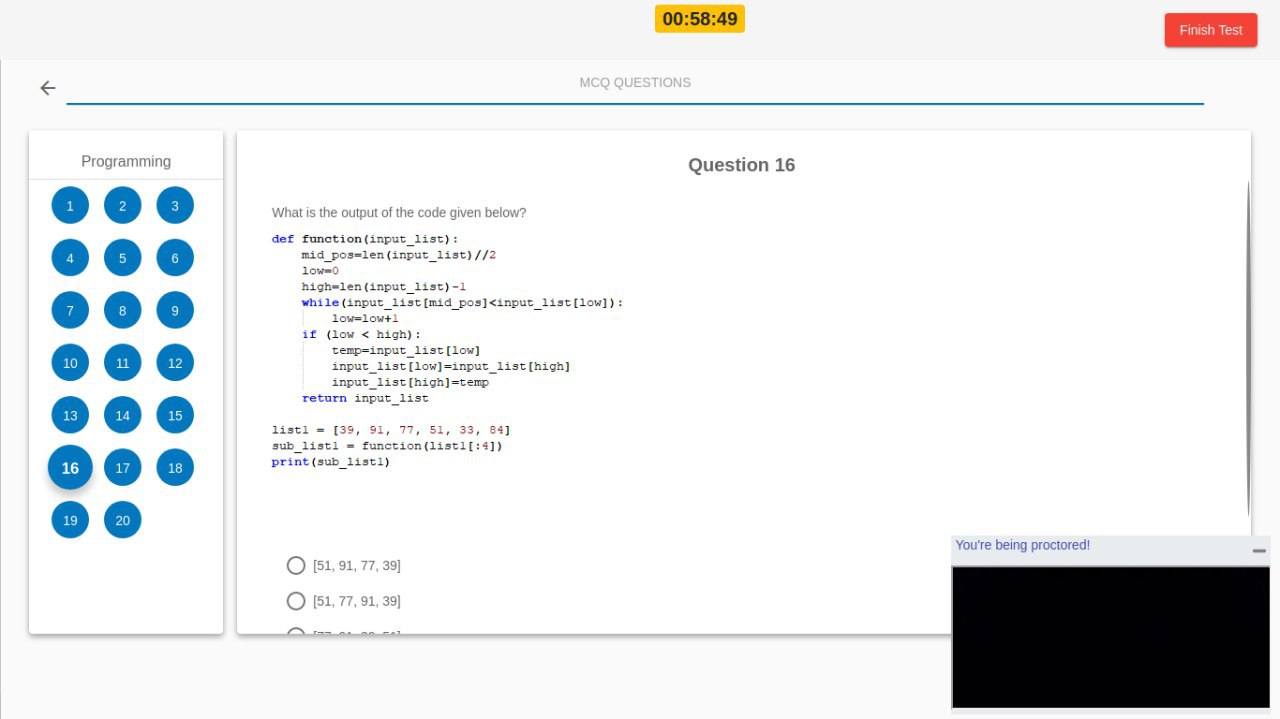 00:58:49
Finish Test
MCQ QUESTIONS
Programming
1 2 3
4 5 6
7 8 9
10 11 12
13 14 15
16 17 18
19 20
Question 16
What is the output of the code given below?
def function(input_list):
    mid_pos=len(input_list)//2
    low=0
    high=len(input_list)-1
    while(input_list[mid_pos]<input_list[low]):
        low=low+1
    if (low < high):
        temp=input_list[low]
        input_list[low]=input_list[high]
        input_list[high]=temp
    return input_list
list1 = [39, 91, 77, 51, 33, 84]
sub_list1 = function(list1[:4])
print(sub_list1)
[51, 91, 77, 39]
[51, 77, 91, 39]
You're being proctored!